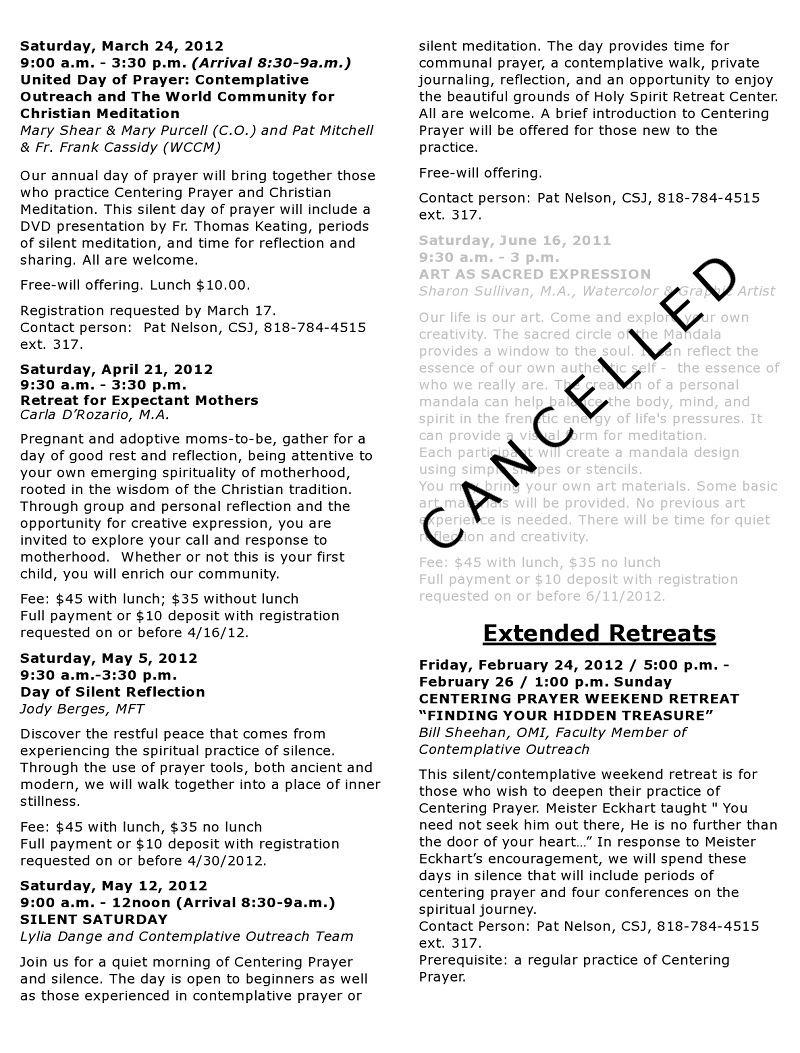 Saturday, March 24, 2012
9:00 a.m. - 3:30 p.m. (Arrival 8:30-9a.m.)
United Day of Prayer: Contemplative
Outreach and The World Community for
Christian Meditation
Mary Shear & Mary Purcell (C.O.) and Pat Mitchell
& Fr. Frank Cassidy (WCCM)
Our annual day of prayer will bring together those
who practice Centering Prayer and Christian
Meditation. This silent day of prayer will include a
DVD presentation by Fr. Thomas Keating, periods
of silent meditation, and time for reflection and
sharing. All are welcome.
Free-will offering. Lunch $10.00.
Registration requested by March 17.
Contact person:  Pat Nelson, CSJ, 818-784-4515
ext. 317.
Saturday, April 21, 2012
9:30 a.m. - 3:30 p.m.
Retreat for Expectant Mothers
Carla D’Rozario, M.A.
Pregnant and adoptive moms-to-be, gather for a
day of good rest and reflection, being attentive to
your own emerging spirituality of motherhood,
rooted in the wisdom of the Christian tradition.
Through group and personal reflection and the
opportunity for creative expression, you are
invited to explore your call and response to
motherhood.  Whether or not this is your first
child, you will enrich our community.
Fee: $45 with lunch; $35 without lunch
Full payment or $10 deposit with registration
requested on or before 4/16/12.
Saturday, May 5, 2012
9:30 a.m.-3:30 p.m.
Day of Silent Reflection
Jody Berges, MFT
Discover the restful peace that comes from
experiencing the spiritual practice of silence.
Through the use of prayer tools, both ancient and
modern, we will walk together into a place of inner
stillness.
Fee: $45 with lunch, $35 no lunch
Full payment or $10 deposit with registration
requested on or before 4/30/2012.
Saturday, May 12, 2012
9:00 a.m. - 12noon (Arrival 8:30-9a.m.)
SILENT SATURDAY
Lylia Dange and Contemplative Outreach Team
Join us for a quiet morning of Centering Prayer
and silence. The day is open to beginners as well
as those experienced in contemplative prayer or
silent meditation. The day provides time for
communal prayer, a contemplative walk, private
journaling, reflection, and an opportunity to enjoy
the beautiful grounds of Holy Spirit Retreat Center.
All are welcome. A brief introduction to Centering
Prayer will be offered for those new to the
practice.
Free-will offering.
Contact person: Pat Nelson, CSJ, 818-784-4515
ext. 317.
Saturday, June 16, 2011
9:30 a.m. - 3 p.m.
ART AS SACRED EXPRESSION
Sharon Sullivan, M.A., Watercolor & Graphic Artist
Our life is our art. Come and explore your own
creativity. The sacred circle of the Mandala
provides a window to the soul. It can reflect the
essence of our own authentic self -  the essence of
who we really are. The creation of a personal
mandala can help balance the body, mind, and
spirit in the frenetic energy of life's pressures. It
can provide a visual form for meditation.
Each participant will create a mandala design
using simple shapes or stencils.
You may bring your own art materials. Some basic
art materials will be provided. No previous art
experience is needed. There will be time for quiet
reflection and creativity.
Fee: $45 with lunch, $35 no lunch
Full payment or $10 deposit with registration
requested on or before 6/11/2012.
CANCELLED
Extended Retreats
Friday, February 24, 2012 / 5:00 p.m. -
February 26 / 1:00 p.m. Sunday
CENTERING PRAYER WEEKEND RETREAT
“FINDING YOUR HIDDEN TREASURE”
Bill Sheehan, OMI, Faculty Member of
Contemplative Outreach
This silent/contemplative weekend retreat is for
those who wish to deepen their practice of
Centering Prayer. Meister Eckhart taught " You
need not seek him out there, He is no further than
the door of your heart…” In response to Meister
Eckhart’s encouragement, we will spend these
days in silence that will include periods of
centering prayer and four conferences on the
spiritual journey.
Contact Person: Pat Nelson, CSJ, 818-784-4515
ext. 317.
Prerequisite: a regular practice of Centering
Prayer.